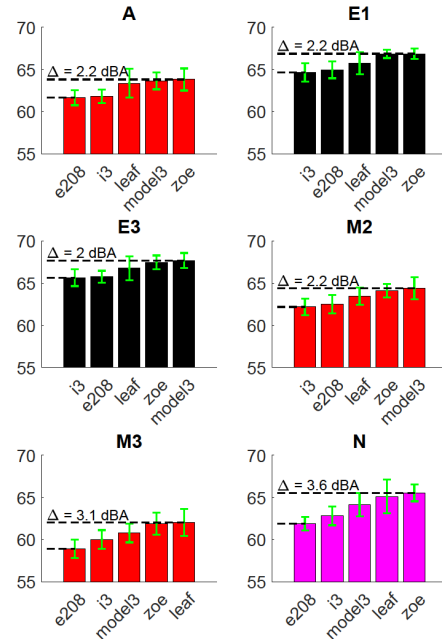 A
70
65
60
55
Δ = 2.2 dBA
e208
i3
leaf
model3
zoe
E1
70
65
60
55
Δ = 2.2 dBA
i3
e208
leaf
model3
zoe
E3
70
65
60
55
Δ = 2 dBA
i3
e208
leaf
zoe
model3
M2
70
65
60
55
Δ = 2.2 dBA
i3
e208
leaf
zoe
model3
M3
70
65
60
55
Δ = 3.1 dBA
e208
i3
model3
zoe
leaf
N
70
65
60
55
Δ = 3.6 dBA
e208
i3
model3
leaf
zoe